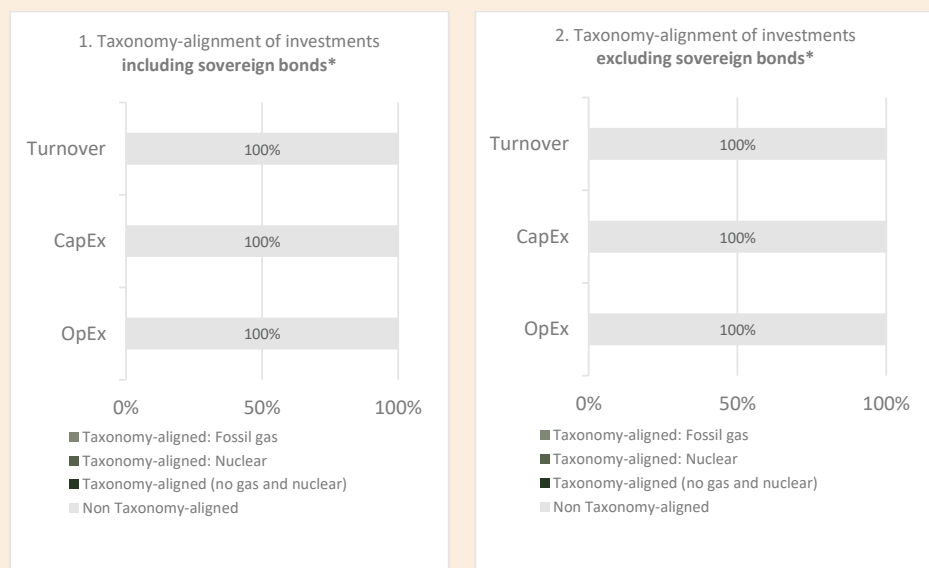 1. Taxonomy-alignment of investments
including sovereign bonds*
Turnover
100%
CapEx
100%
OpEx
100%
0%
50%
100%
Taxonomy-aligned: Fossil gas
Taxonomy-aligned: Nuclear
Taxonomy-aligned (no gas and nuclear)
Non Taxonomy-aligned
2. Taxonomy-alignment of investments
excluding sovereign bonds*
Turnover
100%
CapEx
100%
OpEx
100%
0%
50%
100%
Taxonomy-aligned: Fossil gas
Taxonomy-aligned: Nuclear
Taxonomy-aligned (no gas and nuclear)
Non Taxonomy-aligned